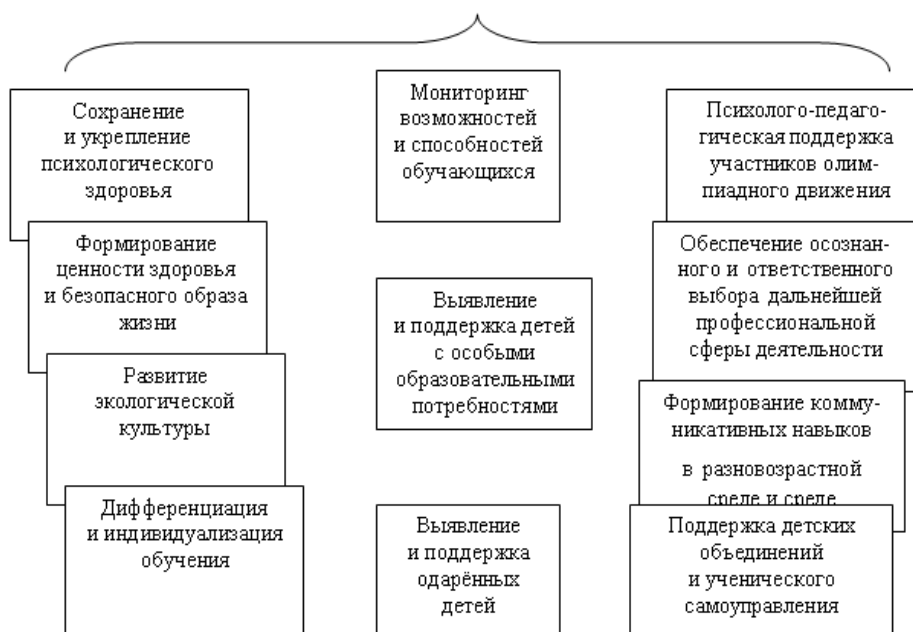 Сохранение
и укрепление
психологического
здоровья
Формирование
ценности здоровья
и безопасного образа
жизни
Развитие
экологической
культуры
Дифференциация
и индивидуализация
обучения
Мониторинг
возможностей
и способностей
обучающихся
Выявление
и поддержка детей
с особыми
образовательными
потребностями
Выявление
и поддержка
одарённых
детей
Психолого-педаго-
гическая поддержка
участников олим-
пиадного движения
Обеспечение осознан-
ного и ответственного
выбора дальнейшей
профессиональной
сферы деятельности
Формирование комму-
никативных навыков
в разновозрастной
среде и среде
Поддержка детских
объединений
и ученического
самоуправления